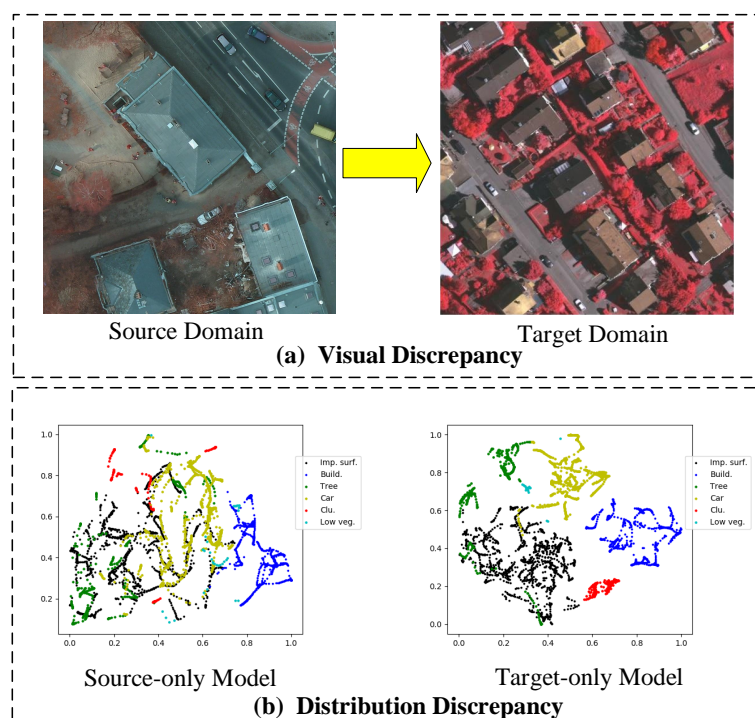 Source Domain
Target Domain
(a) Visual Discrepancy
1.0
0.8
0.6
0.4
0.2
0.0 0.2 0.4 0.6 0.8 1.0
Imp. surf.
Build.
Tree
Car
Clu.
Low veg.
1.0
0.8
0.6
0.4
0.2
0.0
0.0 0.2 0.4 0.6 0.8 1.0
Imp. surf.
Build.
Tree
Car
Clu.
Low veg.
Source-only Model
Target-only Model
(b) Distribution Discrepancy